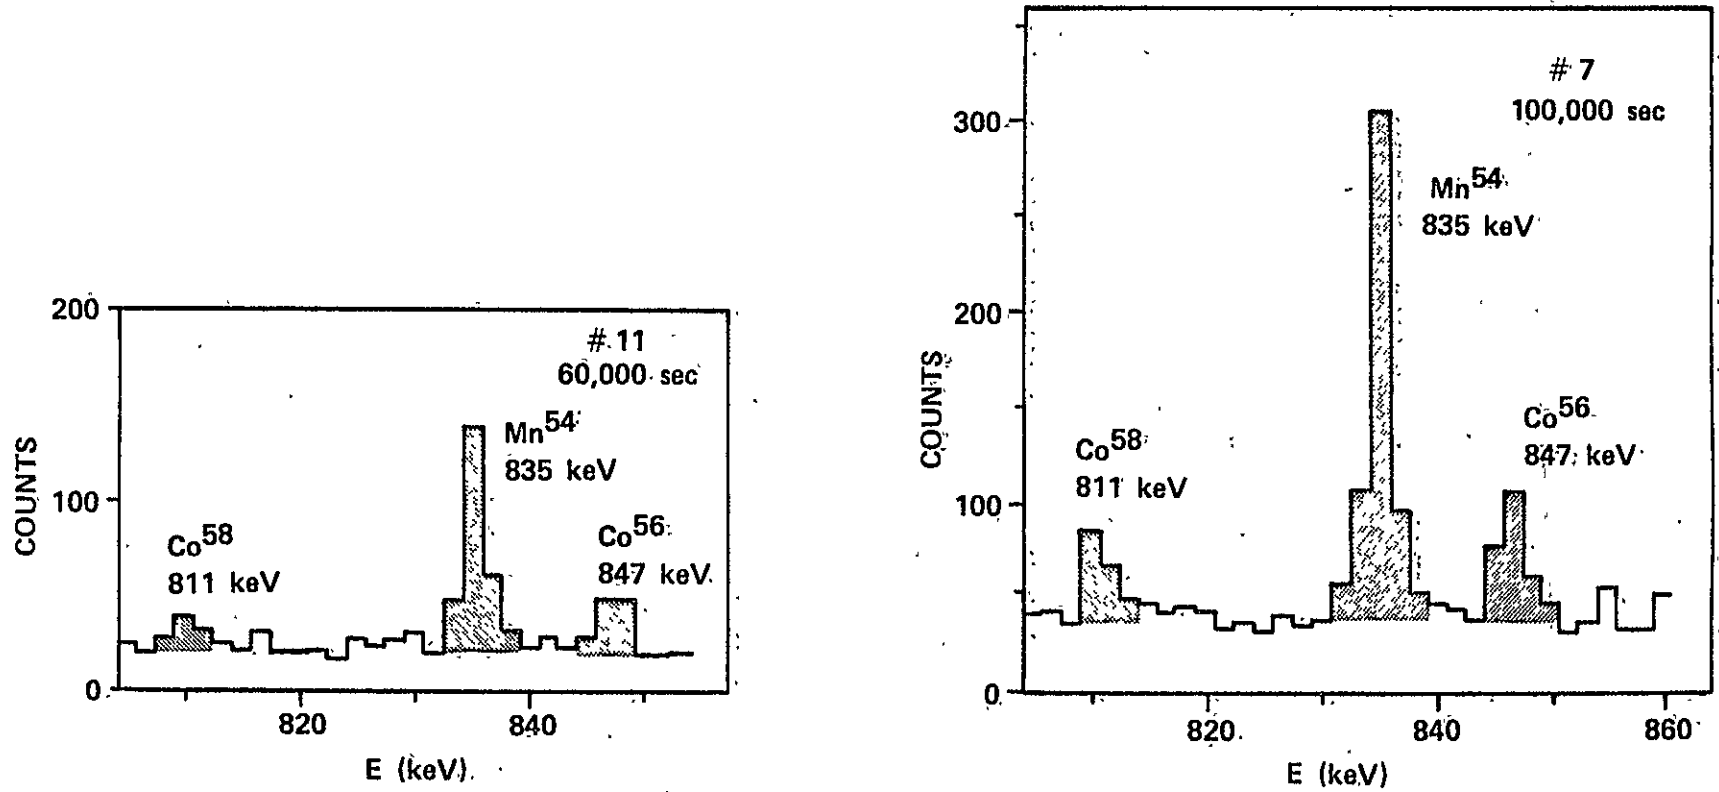 200
# 11
60,000 sec
Mn54
835 keV
COUNTS
100
Co58
811 keV
Co56
847 keV
0
820
840
E (keV)
# 7
100,000 sec
300
Mn54
835 keV
200
COUNTS
Co58
811 keV
Co56
847 keV
100
0
820
840
860
E (keV)